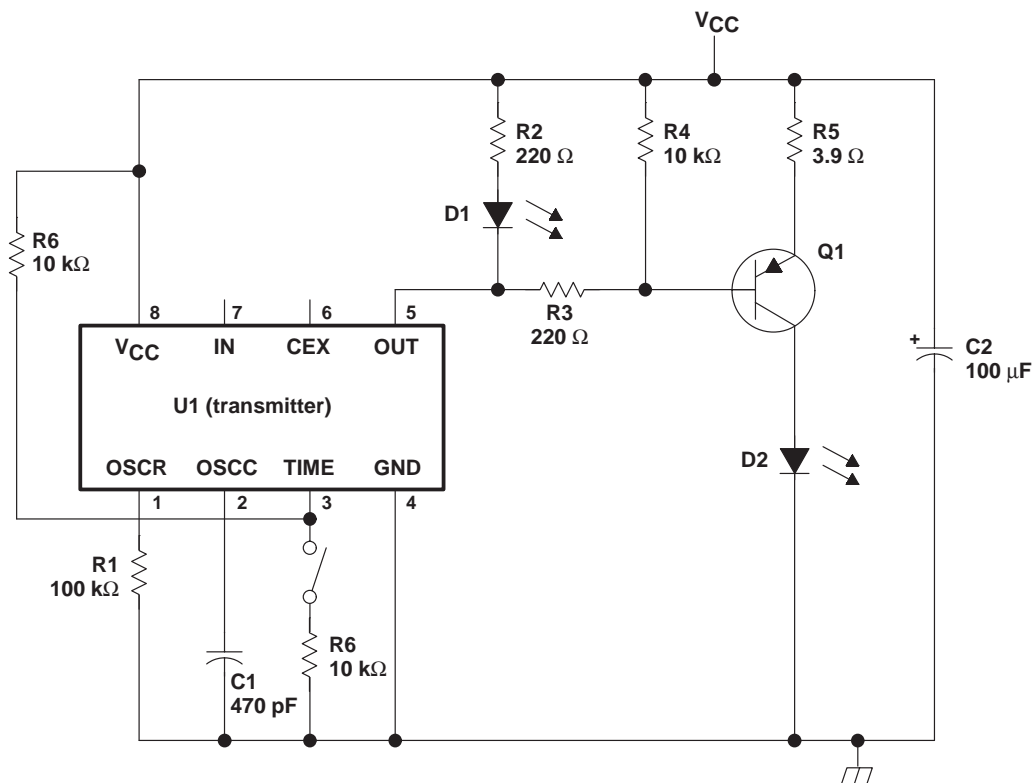 VCC
R2
220 Ω
R4
10 kΩ
R5
3.9 Ω
D1
R6
10 kΩ
Q1
R3
220 Ω
C2
100 µF
+
8
7
6
5
VCC
IN
CEX
OUT
U1 (transmitter)
OSCR
OSCC
TIME
GND
1
2
3
4
D2
R1
100 kΩ
R6
10 kΩ
C1
470 pF